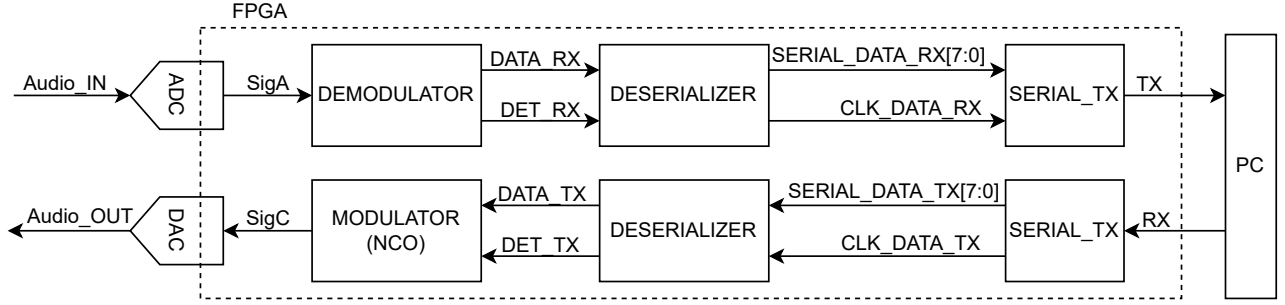 FPGA
Audio_IN
ADC
SigA
DEMODULATOR
DATA_RX
DET_RX
DESERIALIZER
SERIAL_DATA_RX[7:0]
CLK_DATA_RX
SERIAL_TX
TX
PC
Audio_OUT
DAC
SigC
MODULATOR
(NCO)
DATA_TX
DET_TX
DESERIALIZER
SERIAL_DATA_TX[7:0]
CLK_DATA_TX
SERIAL_TX
RX